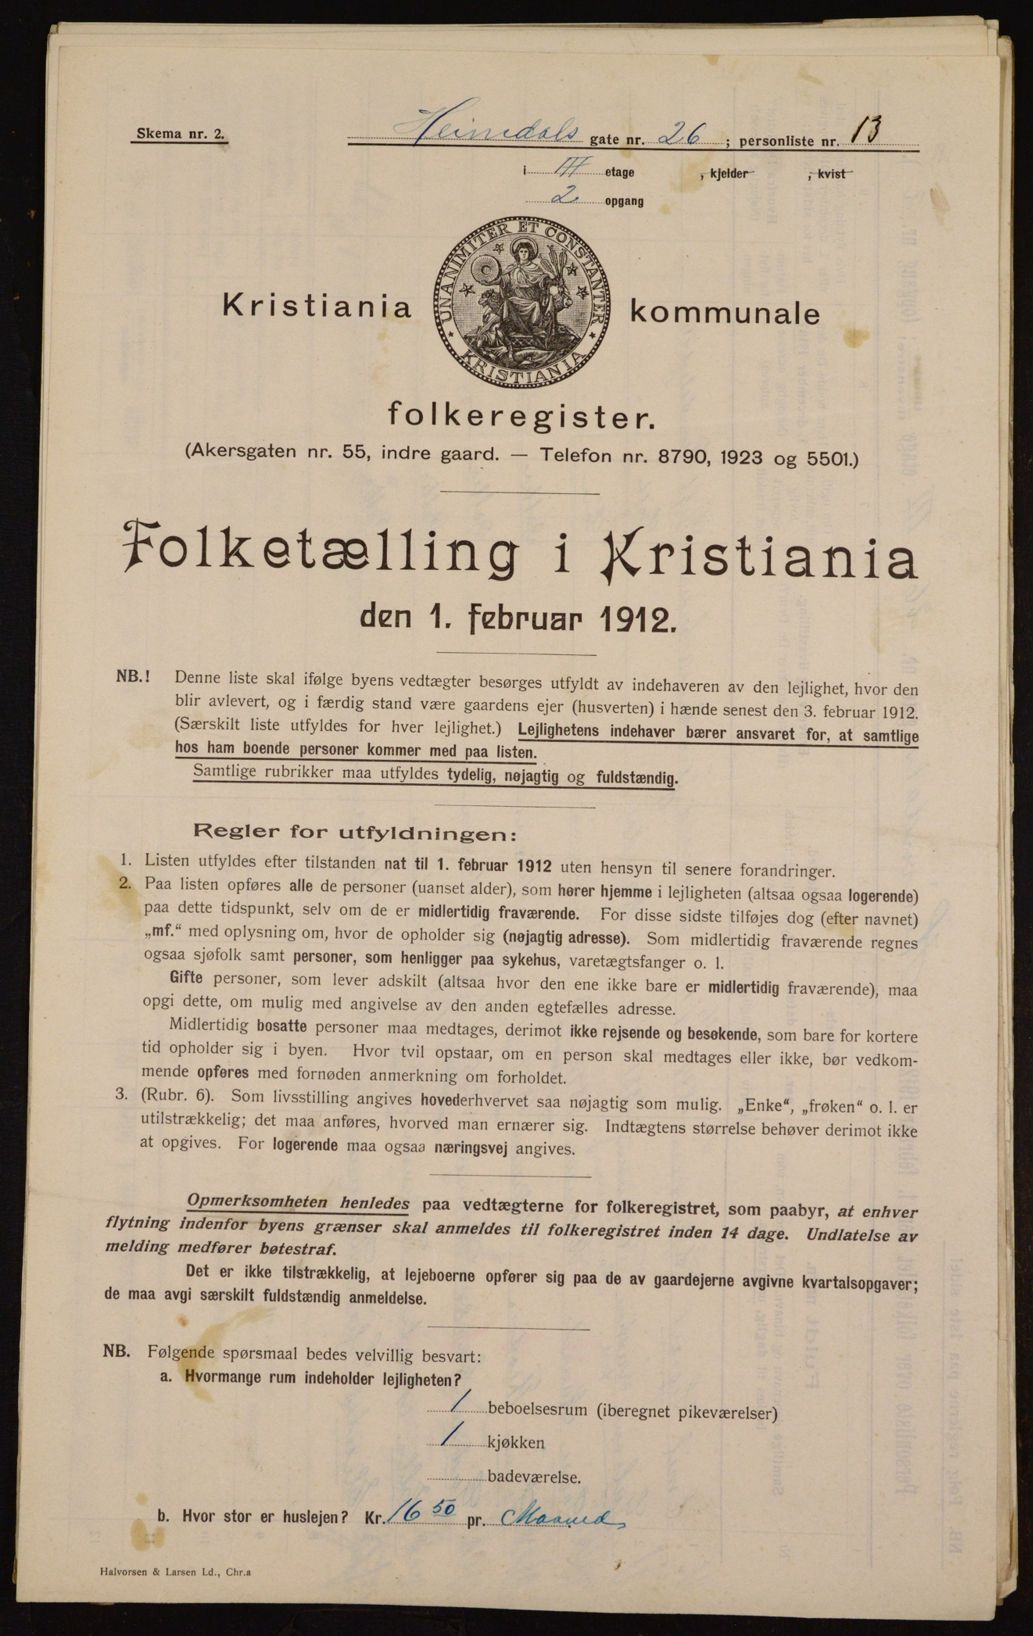 Skema nr. 2.
Heimdals gate nr. 26 ; personliste nr. 13
i III etage , kjelder , kvist
2 opgang
UNANIMITER ET CONSTANTER
KRISTIANIA
Kristiania kommunale
folkeregister.
(Akersgaten nr. 55, indre gaard. — Telefon nr. 8790, 1923 og 5501.)
Folketælling i Kristiania
den 1. februar 1912.
NB.! Denne liste skal ifølge byens vedtægter besørges utfyldt av indehaveren av den lejlighet, hvor den
blir avlevert, og i færdig stand være gaardens ejer (husverten) i hænde senest den 3. februar 1912.
(Særskilt liste utfyldes for hver lejlighet.) Lejlighetens indehaver bærer ansvaret for, at samtlige
hos ham boende personer kommer med paa listen.
Samtlige rubrikker maa utfyldes tydelig, nøjagtig og fuldstændig.
Regler for utfyldningen:
1. Listen utfyldes efter tilstanden nat til 1. februar 1912 uten hensyn til senere forandringer.
2. Paa listen opføres alle de personer (uanset alder), som hører hjemme i lejligheten (altsaa ogsaa logerende)
paa dette tidspunkt, selv om de er midlertidig fraværende. For disse sidste tilføjes dog (efter navnet)
„mf.“ med oplysning om, hvor de opholder sig (nøjagtig adresse). Som midlertidig fraværende regnes
ogsaa sjøfolk samt personer, som henligger paa sykehus, varetægtsfanger o. l.
Gifte personer, som lever adskilt (altsaa hvor den ene ikke bare er midlertidig fraværende), maa
opgi dette, om mulig med angivelse av den anden egtefælles adresse.
Midlertidig bosatte personer maa medtages, derimot ikke rejsende og besøkende, som bare for kortere
tid opholder sig i byen. Hvor tvil opstaar, om en person skal medtages eller ikke, bør vedkom-
mende opføres med fornøden anmerkning om forholdet.
3. (Rubr. 6). Som livsstilling angives hovederhvervet saa nøjagtig som mulig. „Enke“, „frøken“ o. l. er
utilstrækkelig; det maa anføres, hvorved man ernærer sig. Indtægtens størrelse behøver derimot ikke
at opgives. For logerende maa ogsaa næringsvej angives.
Opmerksomheten henledes paa vedtægterne for folkeregistret, som paabyr, at enhver
flytning indenfor byens grænser skal anmeldes til folkeregistret inden 14 dage. Undlatelse av
melding medfører bøtestraf.
Det er ikke tilstrækkelig, at lejeboerne opfører sig paa de av gaardejerne avgivne kvartalsopgaver;
de maa avgi særskilt fuldstændig anmeldelse.
NB. Følgende spørsmaal bedes velvillig besvart:
a. Hvormange rum indeholder lejligheten?
1 beboelsesrum (iberegnet pikeværelser)
1 kjøkken
badeværelse.
b. Hvor stor er huslejen? Kr. 16 50 pr. Maaned
Halvorsen & Larsen Ld., Chr.a